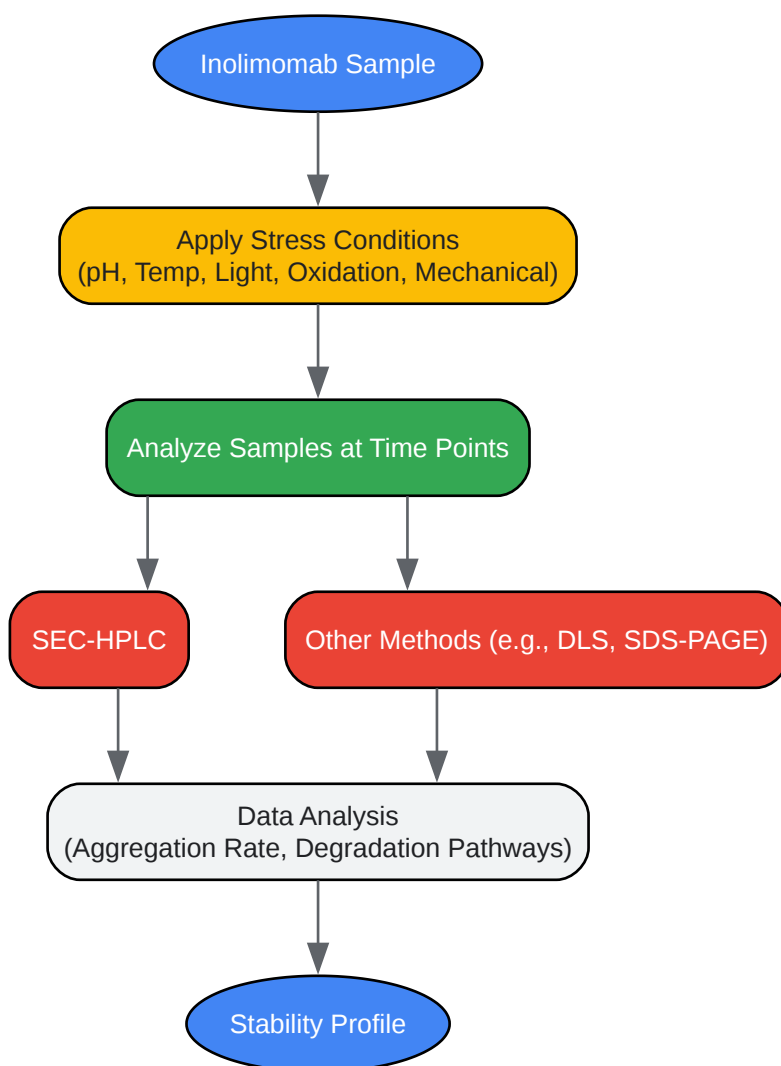 Inolimomab Sample
Apply Stress Conditions
(pH, Temp, Light, Oxidation, Mechanical)
Analyze Samples at Time Points
SEC-HPLC
Other Methods (e.g., DLS, SDS-PAGE)
Data Analysis
(Aggregation Rate, Degradation Pathways)
Stability Profile